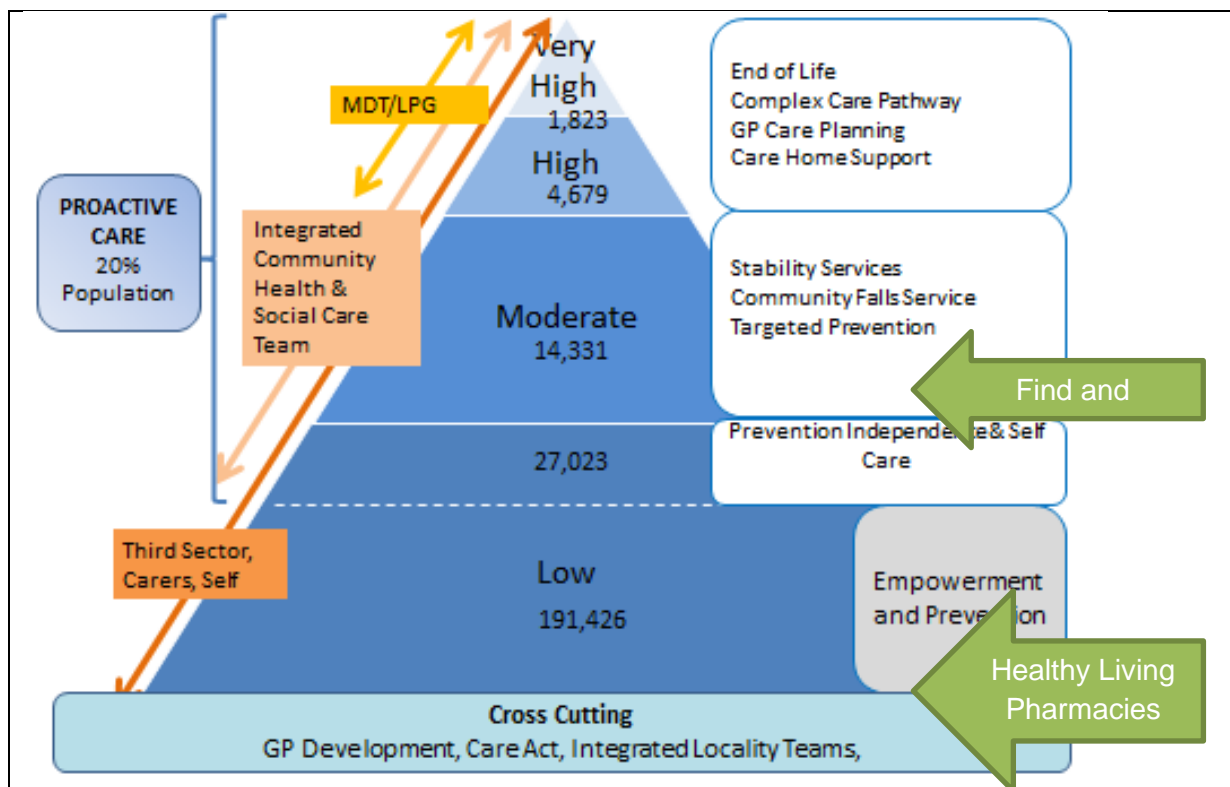 Very
High
1,823
High
4,679
Moderate
14,331
27,023
Low
191,426
MDT/LPG
PROACTIVE
CARE
20%
Population
Integrated
Community
Health &
Social Care
Team
Third Sector,
Carers, Self
End of Life
Complex Care Pathway
GP Care Planning
Care Home Support
Stability Services
Community Falls Service
Targeted Prevention
Find and
Prevention Independence & Self
Care
Empowerment
and Prevention
Healthy Living
Pharmacies
Cross Cutting
GP Development, Care Act, Integrated Locality Teams,